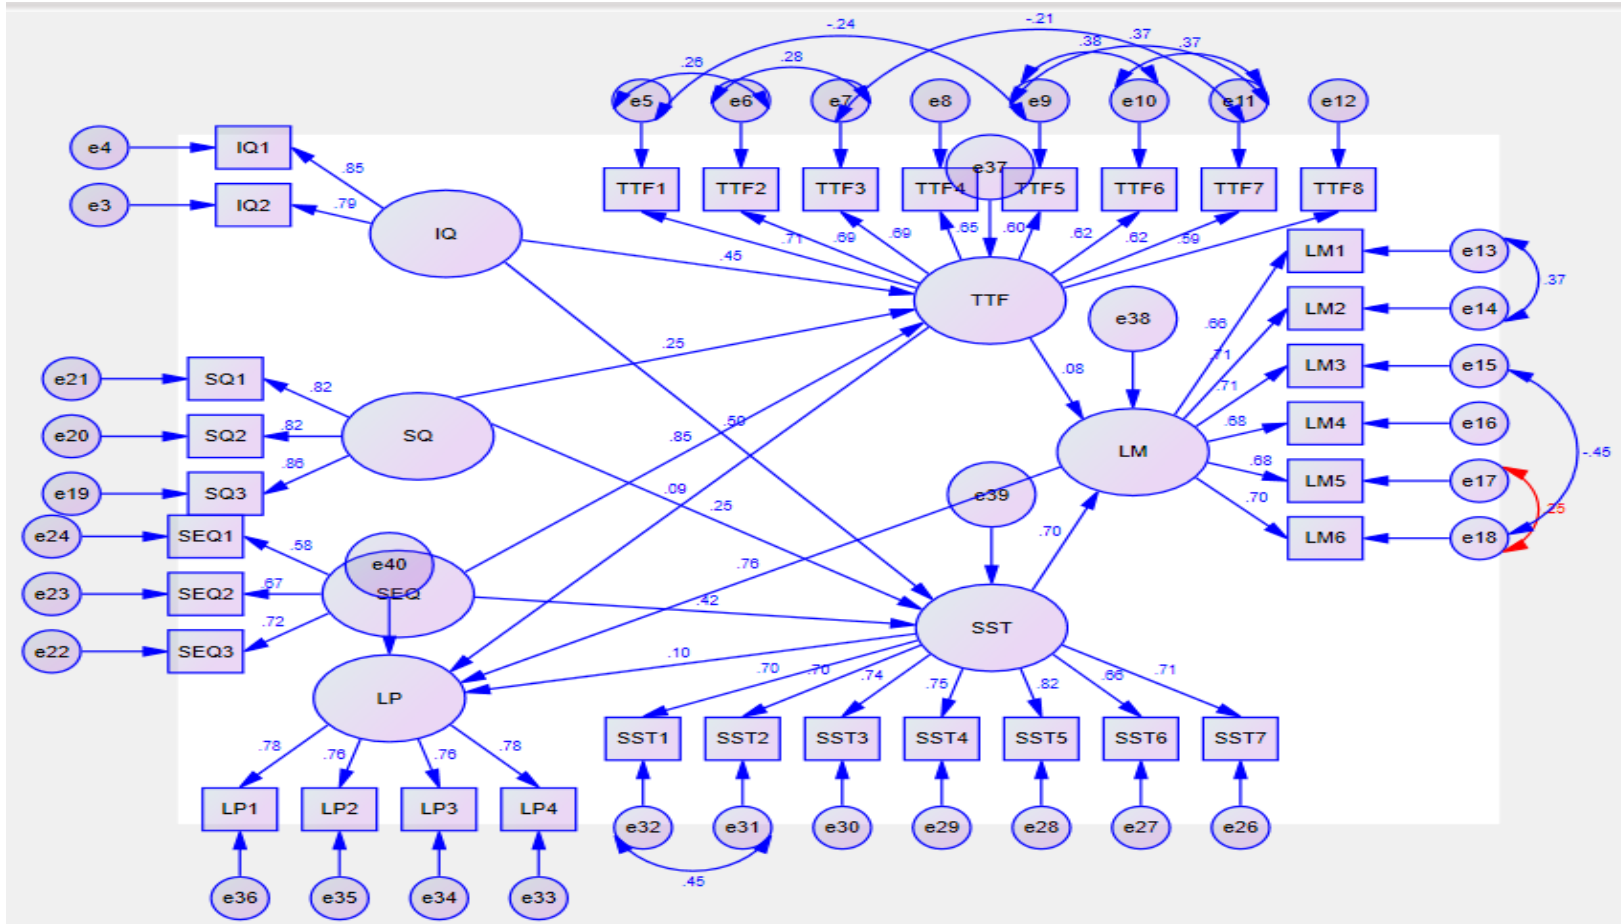 -.24
-.21
.26
.28
.38
.37
.37
e5
e6
e7
e8
e9
e10
e11
e12
e4
IQ1
.85
e3
IQ2
.79
IQ
e37
TTF1
TTF2
TTF3
TTF4
TTF5
TTF6
TTF7
TTF8
.71
.69
.69
.65
.60
.62
.62
.59
.45
TTF
LM1
e13
.37
LM2
e14
e38
.66
.71
LM3
e15
.71
.08
.25
e21
SQ1
.82
e20
SQ2
.82
SQ
e19
SQ3
.86
.85
.50
LM
LM4
e16
.68
-.45
LM5
e17
.68
.25
LM6
e18
.70
e39
.09
.25
.70
e24
SEQ1
.58
e40
SEQ
e23
SEQ2
.67
e22
SEQ3
.72
.76
.42
SST
.10
LP
.70
.70
.74
.75
.82
.66
.71
.78
.76
.76
.78
SST1
SST2
SST3
SST4
SST5
SST6
SST7
LP1
LP2
LP3
LP4
e32
e31
e30
e29
e28
e27
e26
.45
e36
e35
e34
e33